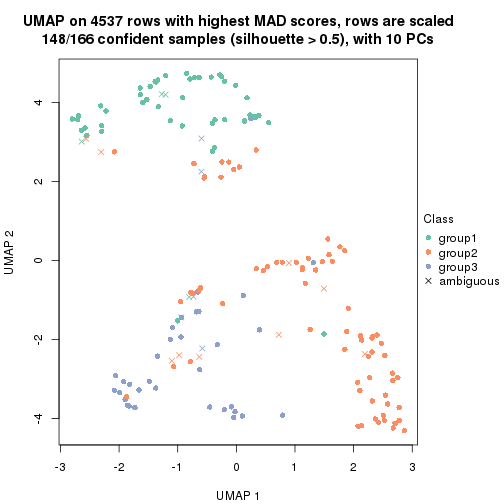 UMAP on 4537 rows with highest MAD scores, rows are scaled
148/166 confident samples (silhouette > 0.5), with 10 PCs
4
2
0
-2
-4
UMAP 2
-3
-2
-1
0
1
2
3
UMAP 1
Class
group1
group2
group3
ambiguous